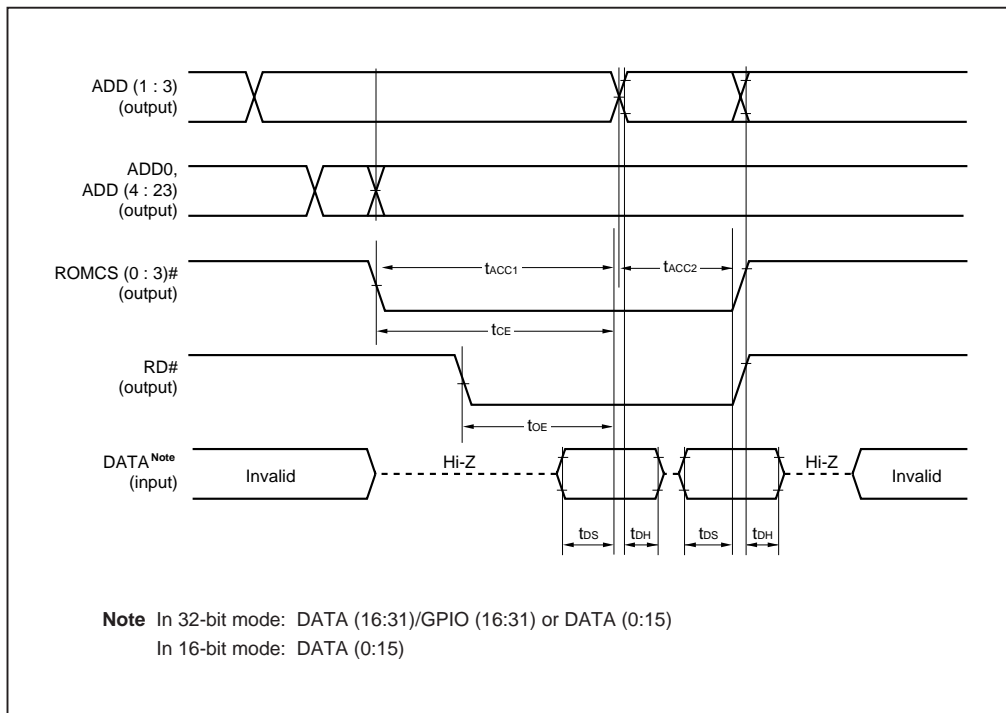 ADD (1 : 3)
(output)
ADD0,
ADD (4 : 23)
(output)
ROMCS (0 : 3)#
(output)
tACC1
tACC2
tCE
RD#
(output)
tOE
DATA Note
(input)
Invalid
Hi-Z
Hi-Z
Invalid
tDS
tDH
tDS
tDH
Note In 32-bit mode: DATA (16:31)/GPIO (16:31) or DATA (0:15)
In 16-bit mode: DATA (0:15)